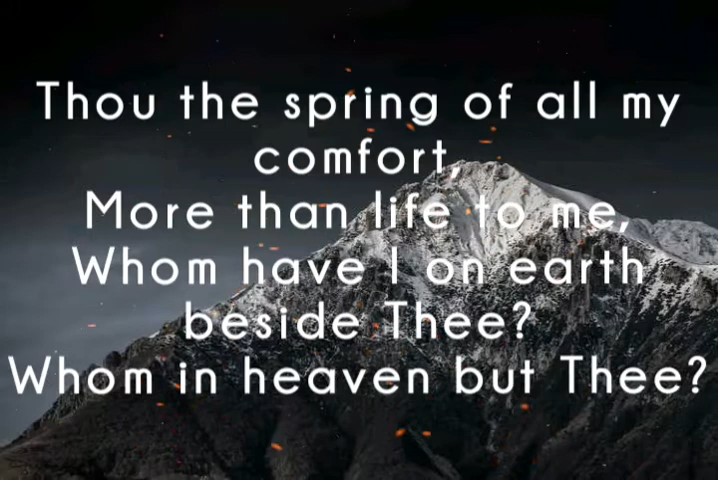 Thou the spring of all my
comfort,
More than life to me,
Whom have I on earth
beside Thee?
Whom in heaven but Thee?